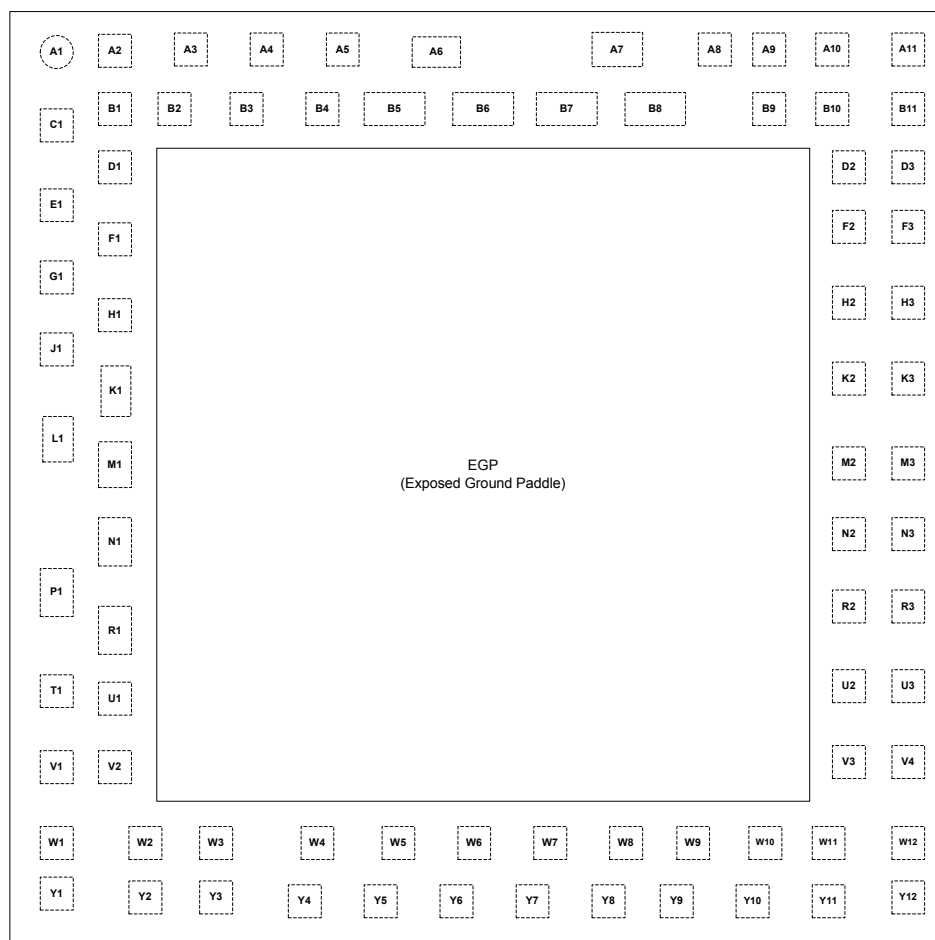 A1 A2 A3 A4 A5 A6 A7 A8 A9 A10 A11
B1 B2 B3 B4 B5 B6 B7 B8 B9 B10 B11
C1
D1 D2 D3
E1
F1 F2 F3
G1
H1 H2 H3
J1
K1 K2 K3
L1
M1 M2 M3
EGP
(Exposed Ground Paddle)
N1 N2 N3
P1
R1 R2 R3
T1
U1 U2 U3
V1 V2 V3 V4
W1 W2 W3 W4 W5 W6 W7 W8 W9 W10 W11 W12
Y1 Y2 Y3 Y4 Y5 Y6 Y7 Y8 Y9 Y10 Y11 Y12